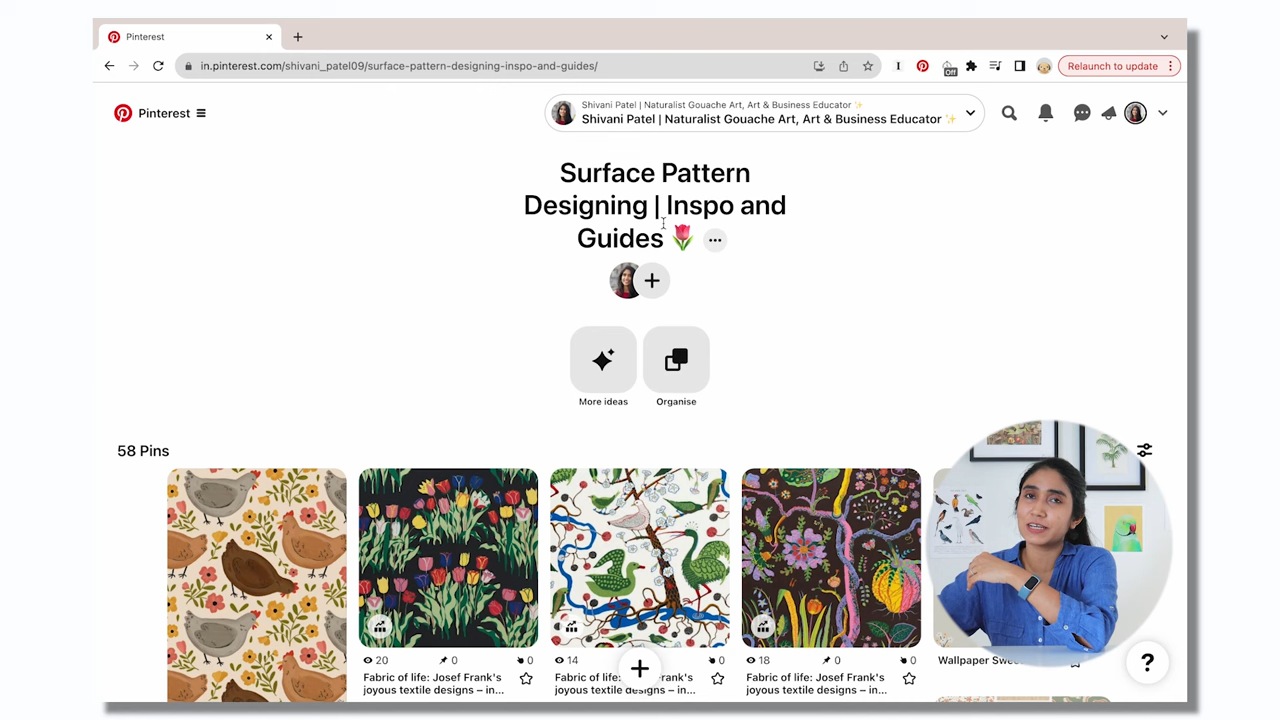 Pinterest
in.pinterest.com/shivani_patel09/surface-pattern-designing-inspo-and-guides/
Off
Relaunch to update
Pinterest
Shivani Patel | Naturalist Gouache Art, Art & Business Educator ✨
Shivani Patel | Naturalist Gouache Art, Art & Business Educator ✨
Surface Pattern
Designing | Inspo and
Guides 🌷
More ideas
Organise
58 Pins
20 0 0
14 0
18 0 0
Fabric of life: Josef Frank's
joyous textile designs – in...
Fabric of life: Josef Frank's
joyous textile designs – in...
Fabric of life: Josef Frank's
joyous textile designs – in...
Wallpaper
?